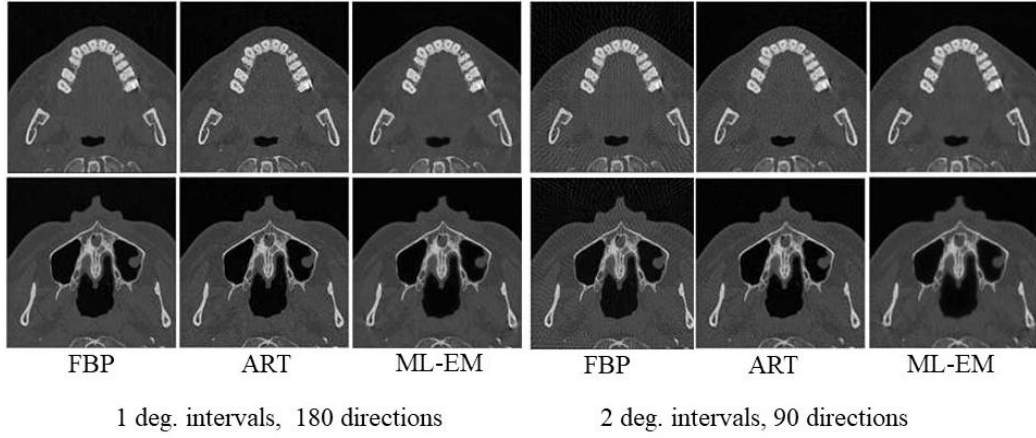 FBP ART ML-EM FBP ART ML-EM
1 deg. intervals, 180 directions 2 deg. intervals, 90 directions